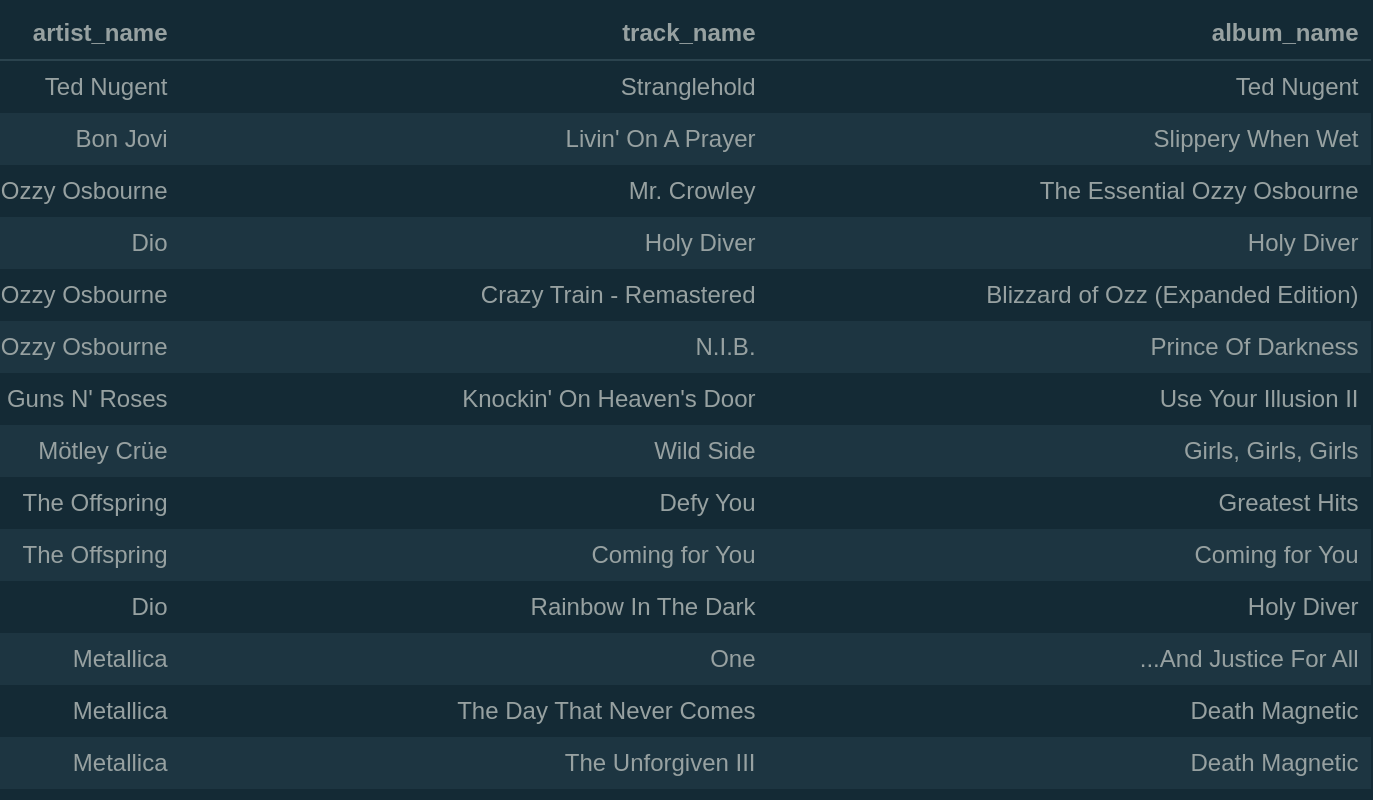 artist_name track_name album_name
Ted Nugent Stranglehold Ted Nugent
Bon Jovi Livin' On A Prayer Slippery When Wet
Ozzy Osbourne Mr. Crowley The Essential Ozzy Osbourne
Dio Holy Diver Holy Diver
Ozzy Osbourne Crazy Train - Remastered Blizzard of Ozz (Expanded Edition)
Ozzy Osbourne N.I.B. Prince Of Darkness
Guns N' Roses Knockin' On Heaven's Door Use Your Illusion II
Mötley Crüe Wild Side Girls, Girls, Girls
The Offspring Defy You Greatest Hits
The Offspring Coming for You Coming for You
Dio Rainbow In The Dark Holy Diver
Metallica One ...And Justice For All
Metallica The Day That Never Comes Death Magnetic
Metallica The Unforgiven III Death Magnetic